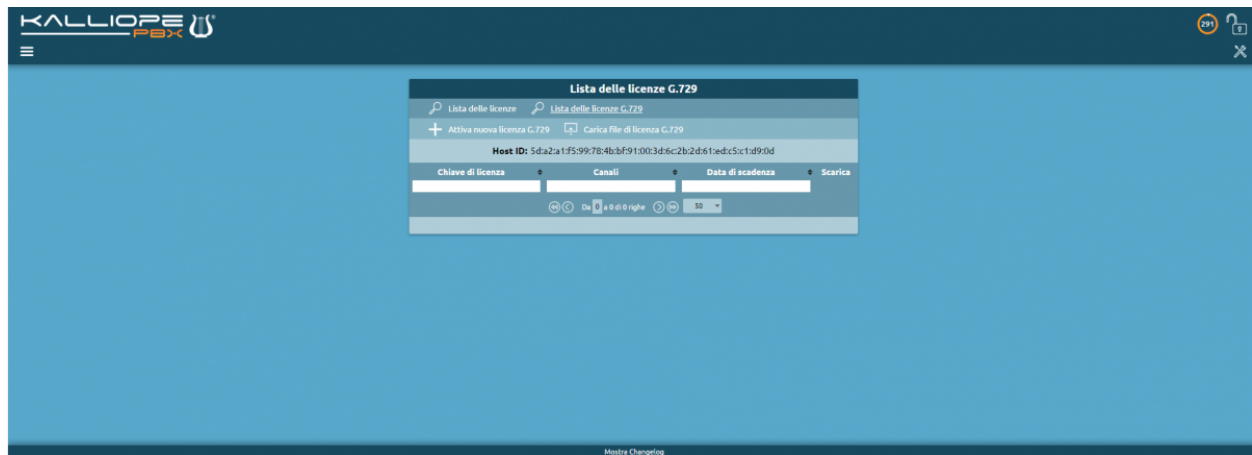 KALLIOPE
PBX
291
Lista delle licenze G.729
Lista delle licenze Lista delle licenze G.729
Attiva nuova licenza G.729 Carica file di licenza G.729
Host ID: 5d:a2:a1:f5:99:78:4b:bf:91:00:3d:6c:2b:2d:61:ed:c5:c1:d9:0d
Chiave di licenza Canali Data di scadenza Scarica
Da 0 a 0 di 0 righe 50
Mostra Changelog